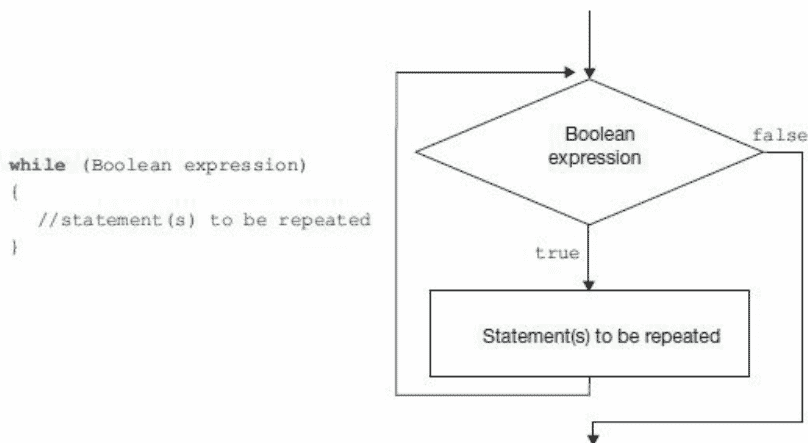 while (Boolean expression)
{
//statement(s) to be repeated
}
Boolean
expression
false
true
Statement(s) to be repeated